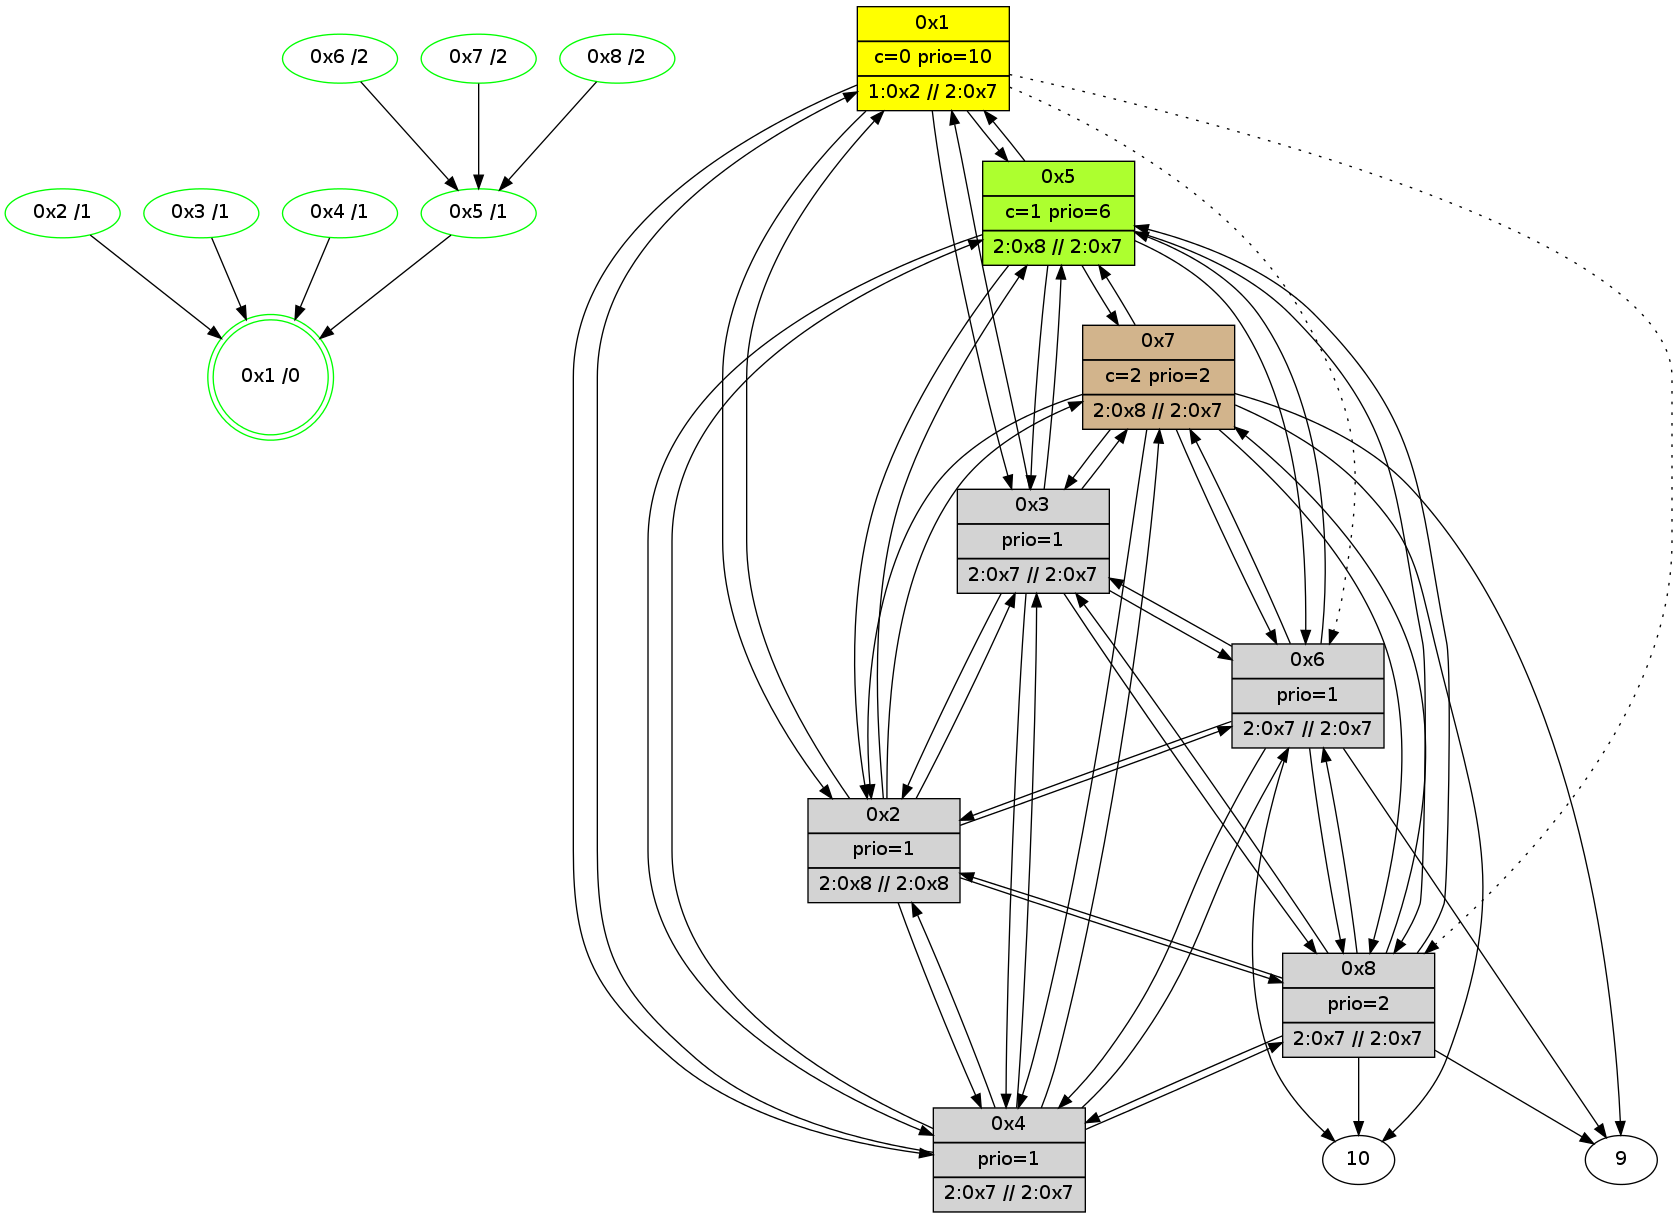 0x1
c=0 prio=10
1:0x2 // 2:0x7
0x6 /2
0x7 /2
0x8 /2
0x5
c=1 prio=6
2:0x8 // 2:0x7
0x2 /1
0x3 /1
0x4 /1
0x5 /1
0x1 /0
0x7
c=2 prio=2
2:0x8 // 2:0x7
0x3
prio=1
2:0x7 // 2:0x7
0x6
prio=1
2:0x7 // 2:0x7
0x2
prio=1
2:0x8 // 2:0x8
0x8
prio=2
2:0x7 // 2:0x7
0x4
prio=1
2:0x7 // 2:0x7
10
9